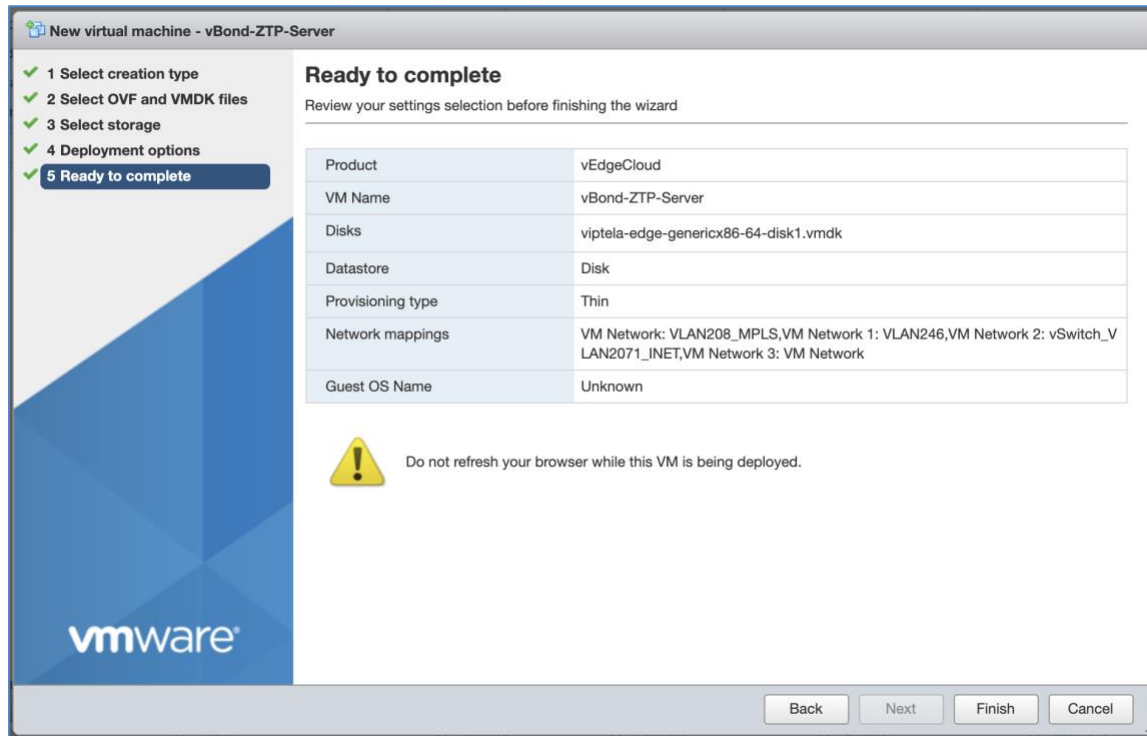 New virtual machine - vBond-ZTP-Server
1 Select creation type
2 Select OVF and VMDK files
3 Select storage
4 Deployment options
5 Ready to complete
vmware®
Ready to complete
Review your settings selection before finishing the wizard
Product vEdgeCloud
VM Name vBond-ZTP-Server
Disks viptela-edge-genericx86-64-disk1.vmdk
Datastore Disk
Provisioning type Thin
Network mappings VM Network: VLAN208_MPLS,VM Network 1: VLAN246,VM Network 2: vSwitch_V
LAN2071_INET,VM Network 3: VM Network
Guest OS Name Unknown
Do not refresh your browser while this VM is being deployed.
Back Next Finish Cancel